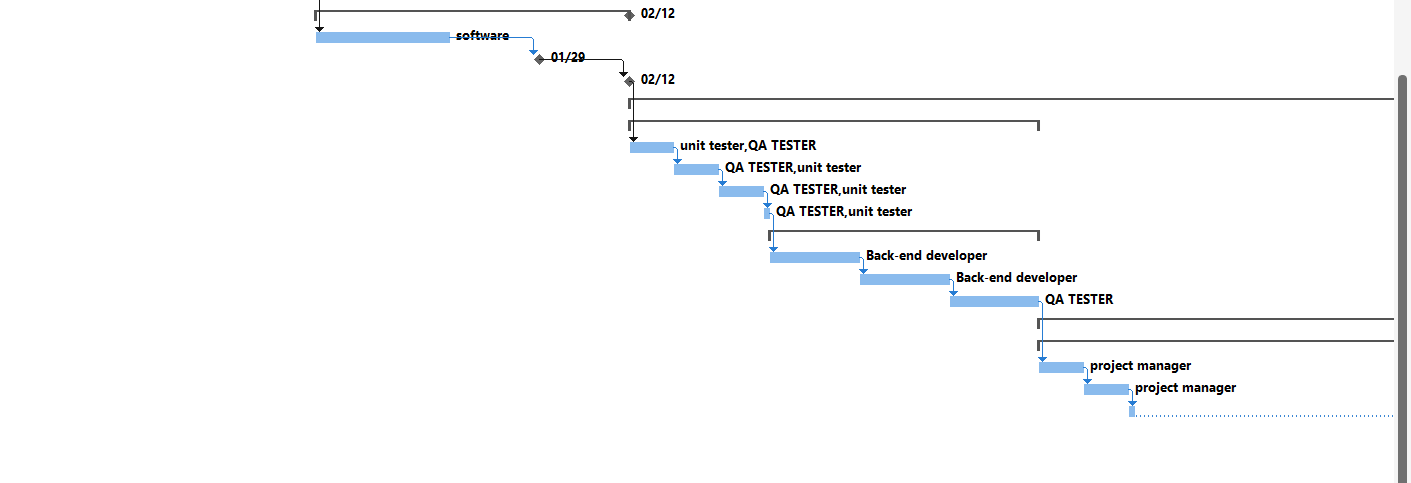 02/12
software
01/29
02/12
unit tester,QA TESTER
QA TESTER,unit tester
QA TESTER,unit tester
QA TESTER,unit tester
Back-end developer
Back-end developer
QA TESTER
project manager
project manager